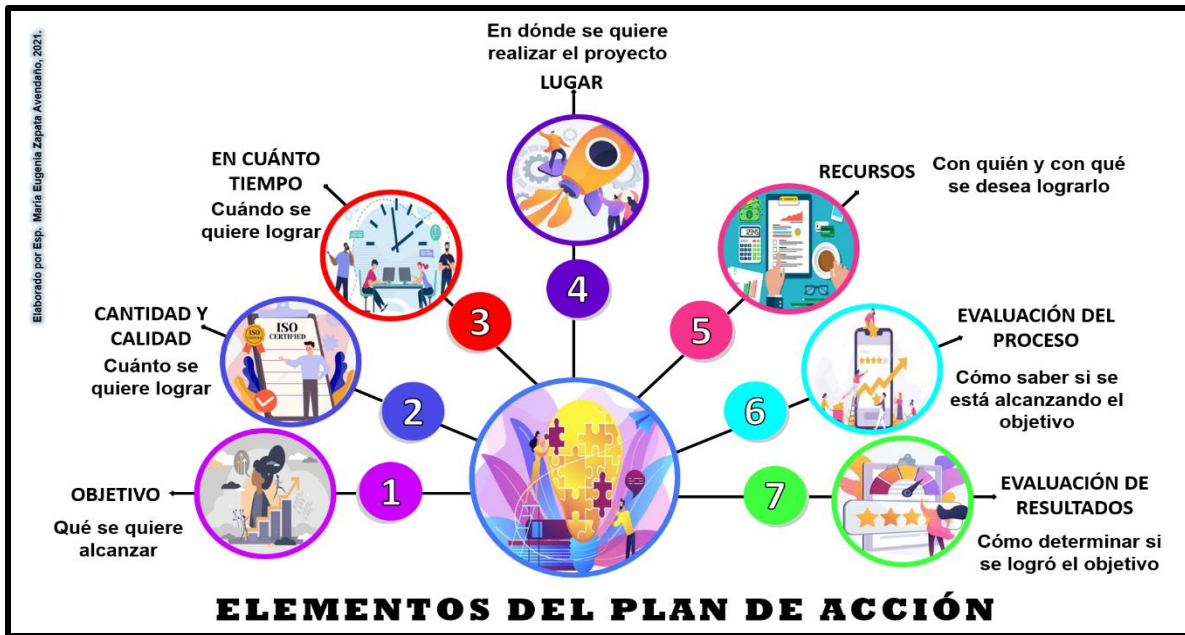 Elaborado por Esp. María Eugenia Zapata Avendaño, 2021.
OBJETIVO
Qué se quiere
alcanzar
1
CANTIDAD Y
CALIDAD
Cuánto se
quiere lograr
ISO
ISO
CERTIFIED
2
EN CUÁNTO
TIEMPO
Cuándo se
quiere lograr
3
En dónde se quiere
realizar el proyecto
LUGAR
4
RECURSOS
Con quién y con qué
se desea lograrlo
5
EVALUACIÓN DEL
PROCESO
Cómo saber si se
está alcanzando el
objetivo
6
EVALUACIÓN DE
RESULTADOS
Cómo determinar si
se logró el objetivo
7
ELEMENTOS DEL PLAN DE ACCIÓN